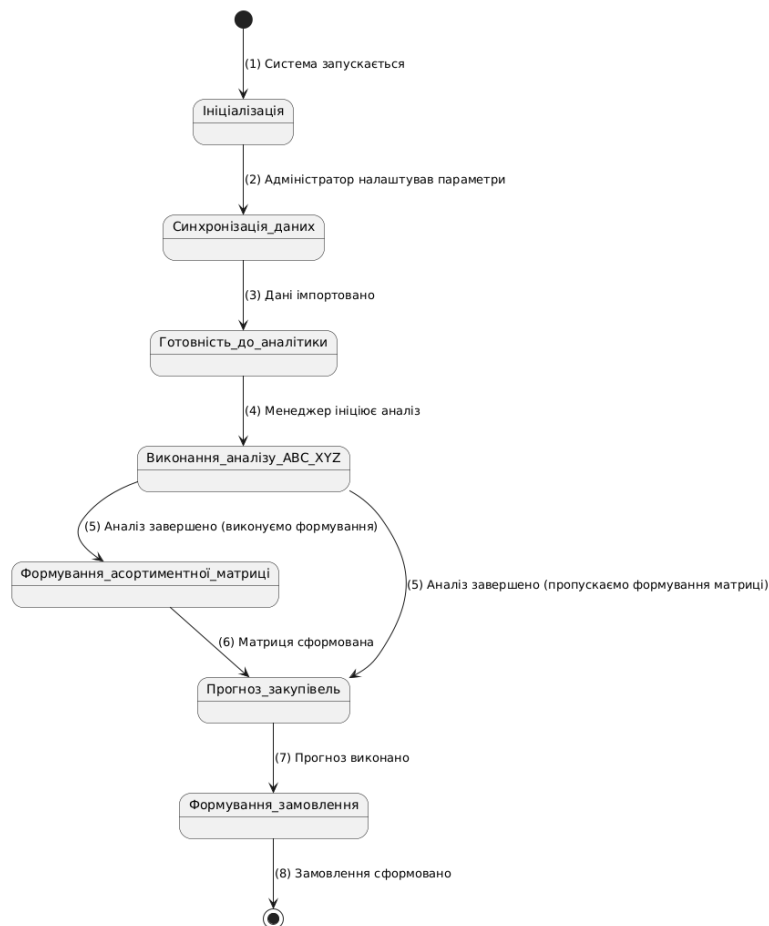 (1) Система запускається
Ініціалізація
(2) Адміністратор налаштував параметри
Синхронізація_даних
(3) Дані імпортовано
Готовність_до_аналітики
(4) Менеджер ініціює аналіз
Виконання_аналізу_ABC_XYZ
(5) Аналіз завершено (виконуємо формування)
Формування_асортиментної_матриці
(5) Аналіз завершено (пропускаємо формування матриці)
(6) Матриця сформована
Прогноз_закупівель
(7) Прогноз виконано
Формування_замовлення
(8) Замовлення сформовано